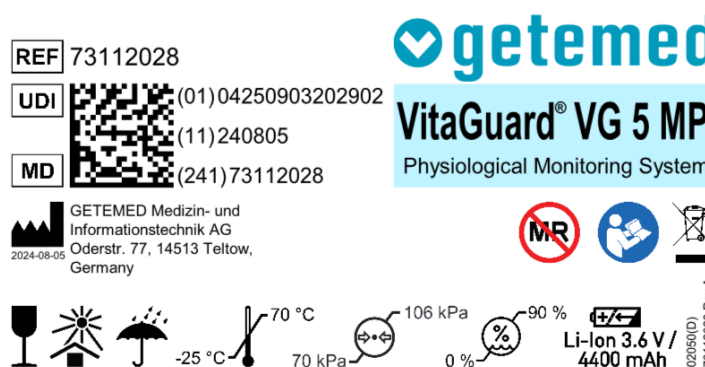 REF 73112028
getemed
UDI (01)04250903202902
(11)240805
MD (241)73112028
VitaGuard® VG 5 MP
Physiological Monitoring System
GETEMED Medizin- und
Informationstechnik AG
Oderstr. 77, 14513 Teltow,
Germany
2024-08-05
MR
70 °C
-25 °C
106 kPa
70 kPa
90 %
%
0 %
+/-
Li-Ion 3.6 V /
4400 mAh
02050(D)